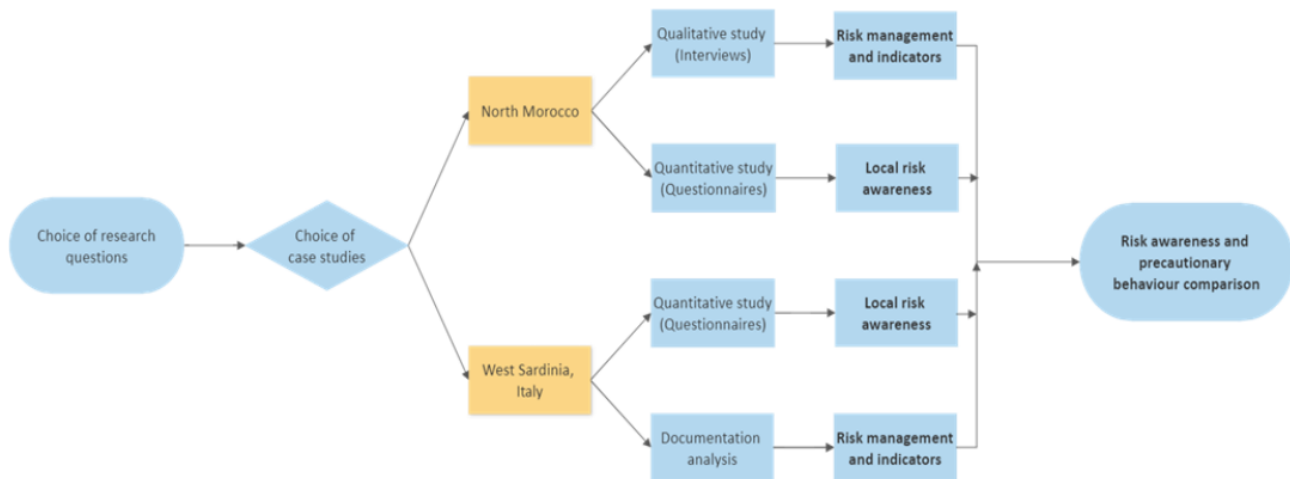 Choice of research
questions
Choice of
case studies
North Morocco
West Sardinia,
Italy
Qualitative study
(Interviews)
Risk management
and indicators
Quantitative study
(Questionnaires)
Local risk
awareness
Quantitative study
(Questionnaires)
Local risk
awareness
Documentation
analysis
Risk management
and indicators
Risk awareness and
precautionary
behaviour comparison